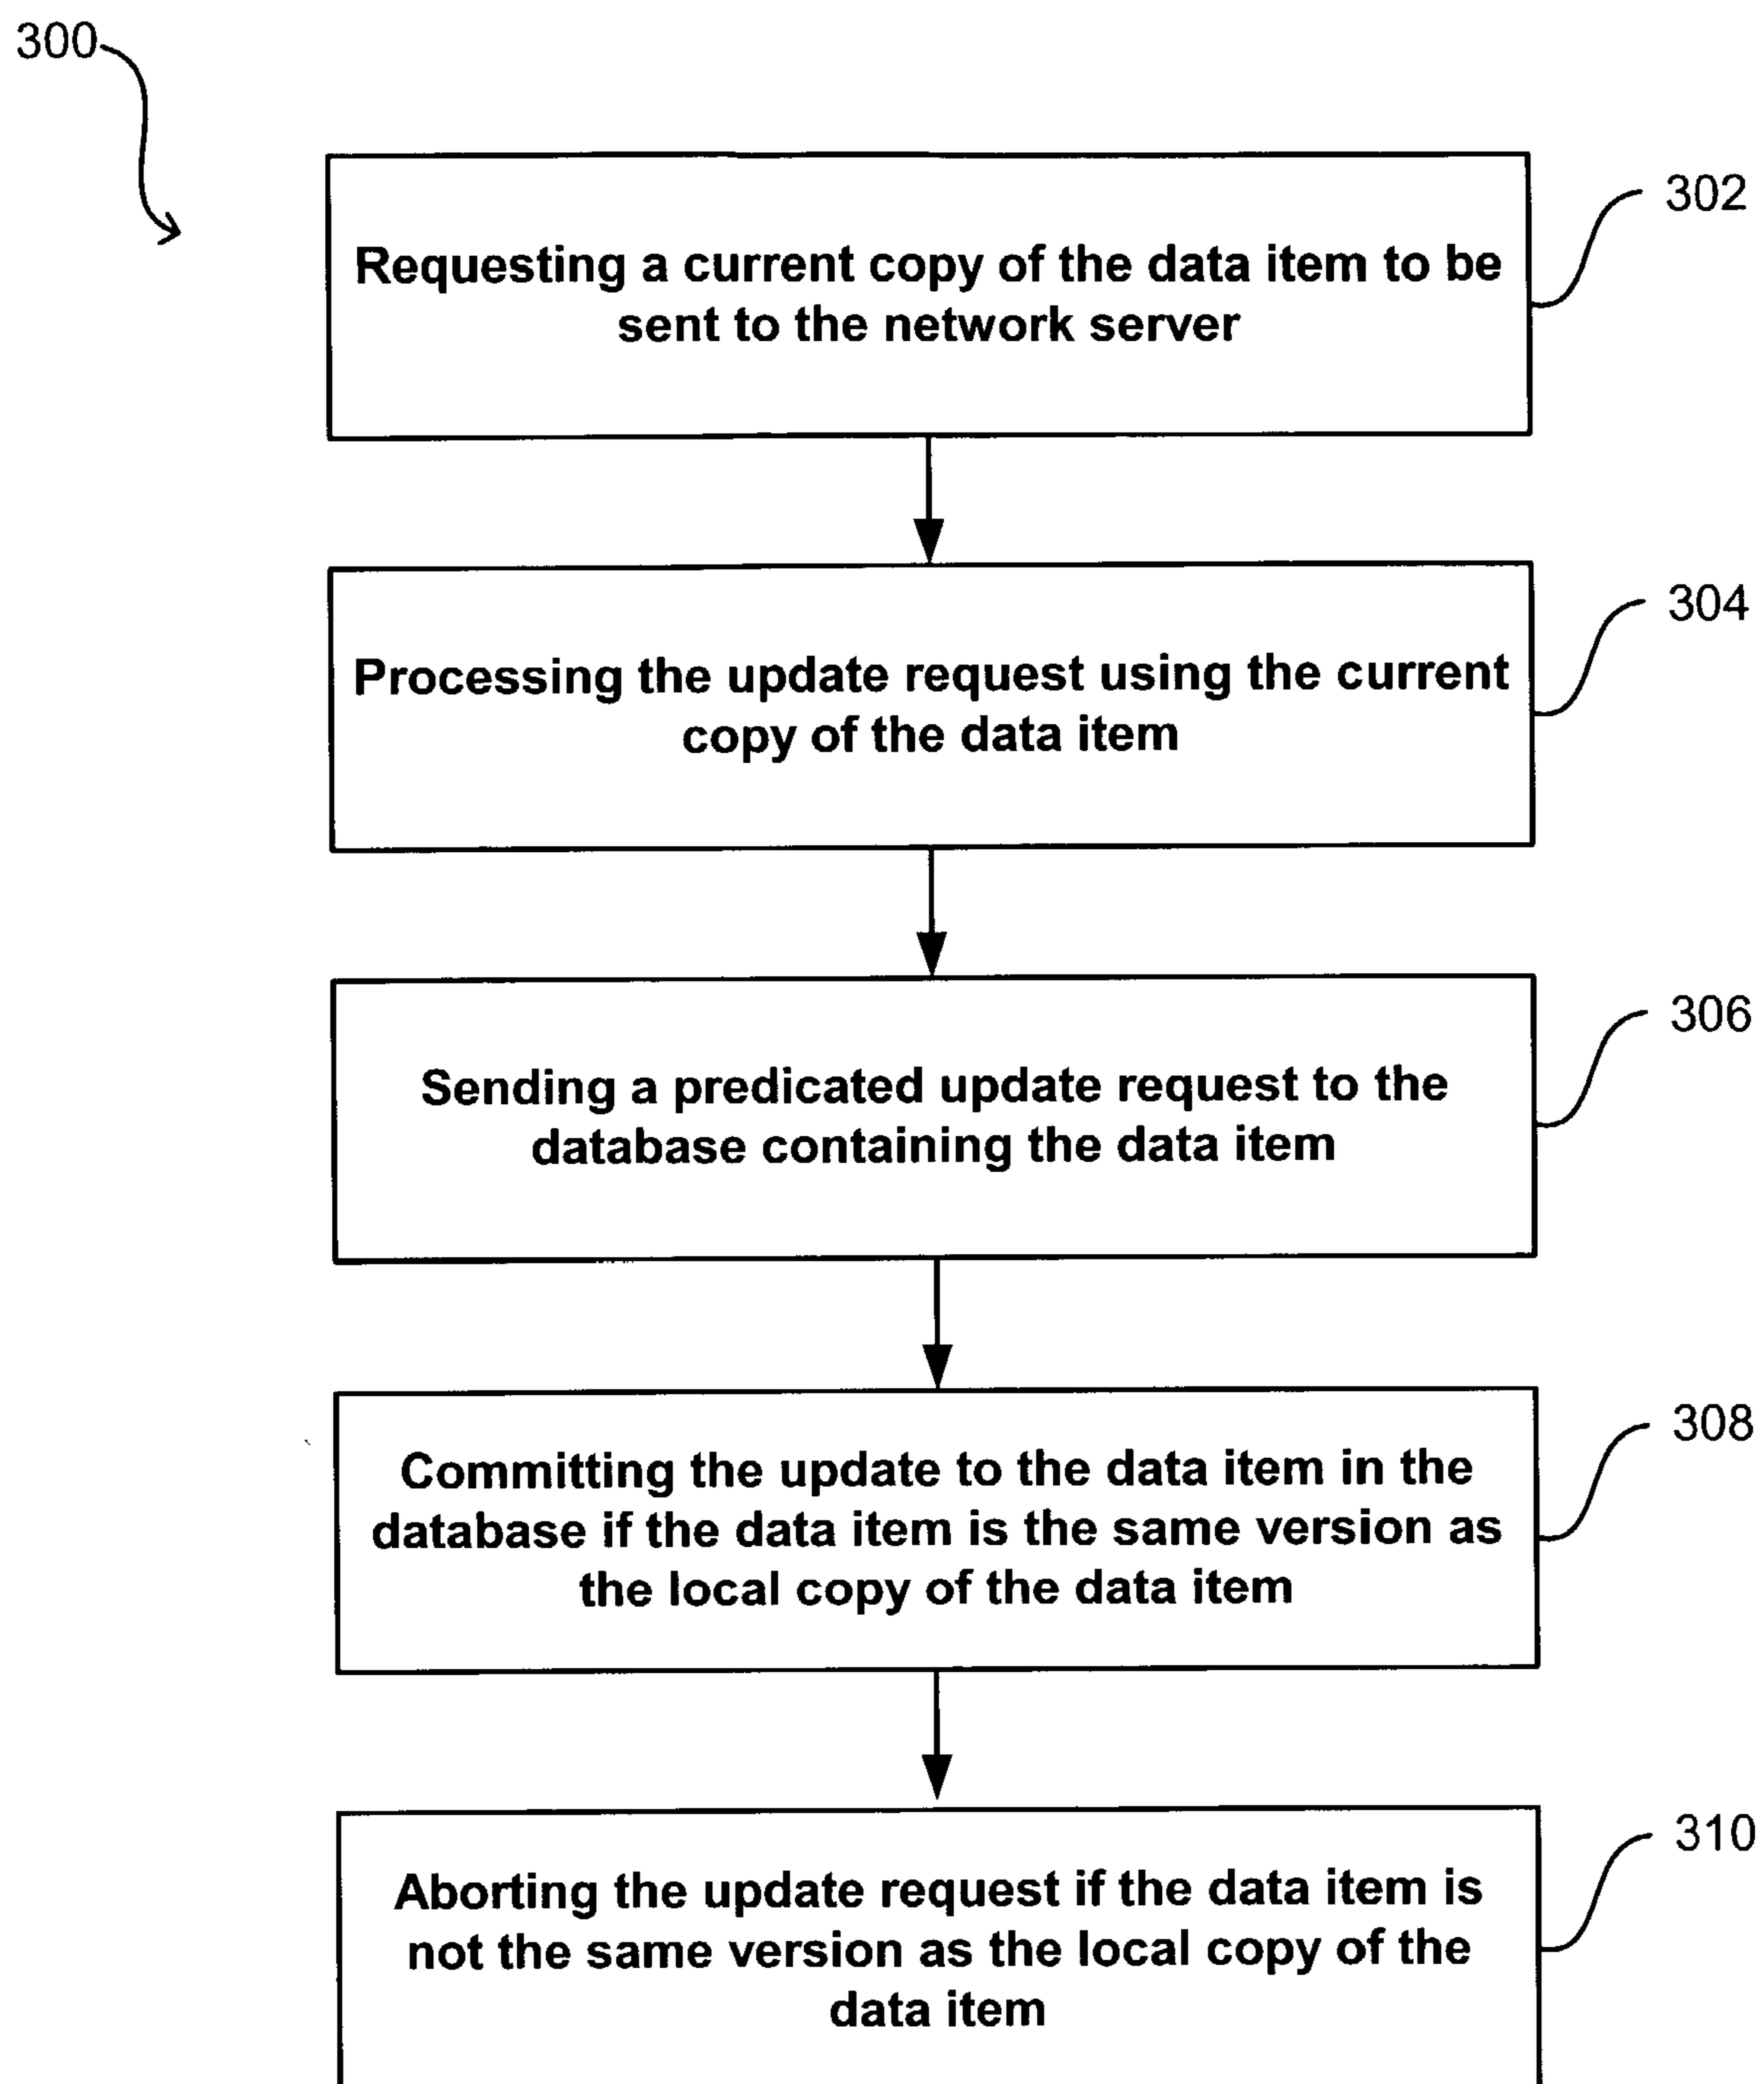 300
302
Requesting a current copy of the data item to be
sent to the network server
304
Processing the update request using the current
copy of the data item
306
Sending a predicated update request to the
database containing the data item
308
Committing the update to the data item in the
database if the data item is the same version as
the local copy of the data item
310
Aborting the update request if the data item is
not the same version as the local copy of the
data item